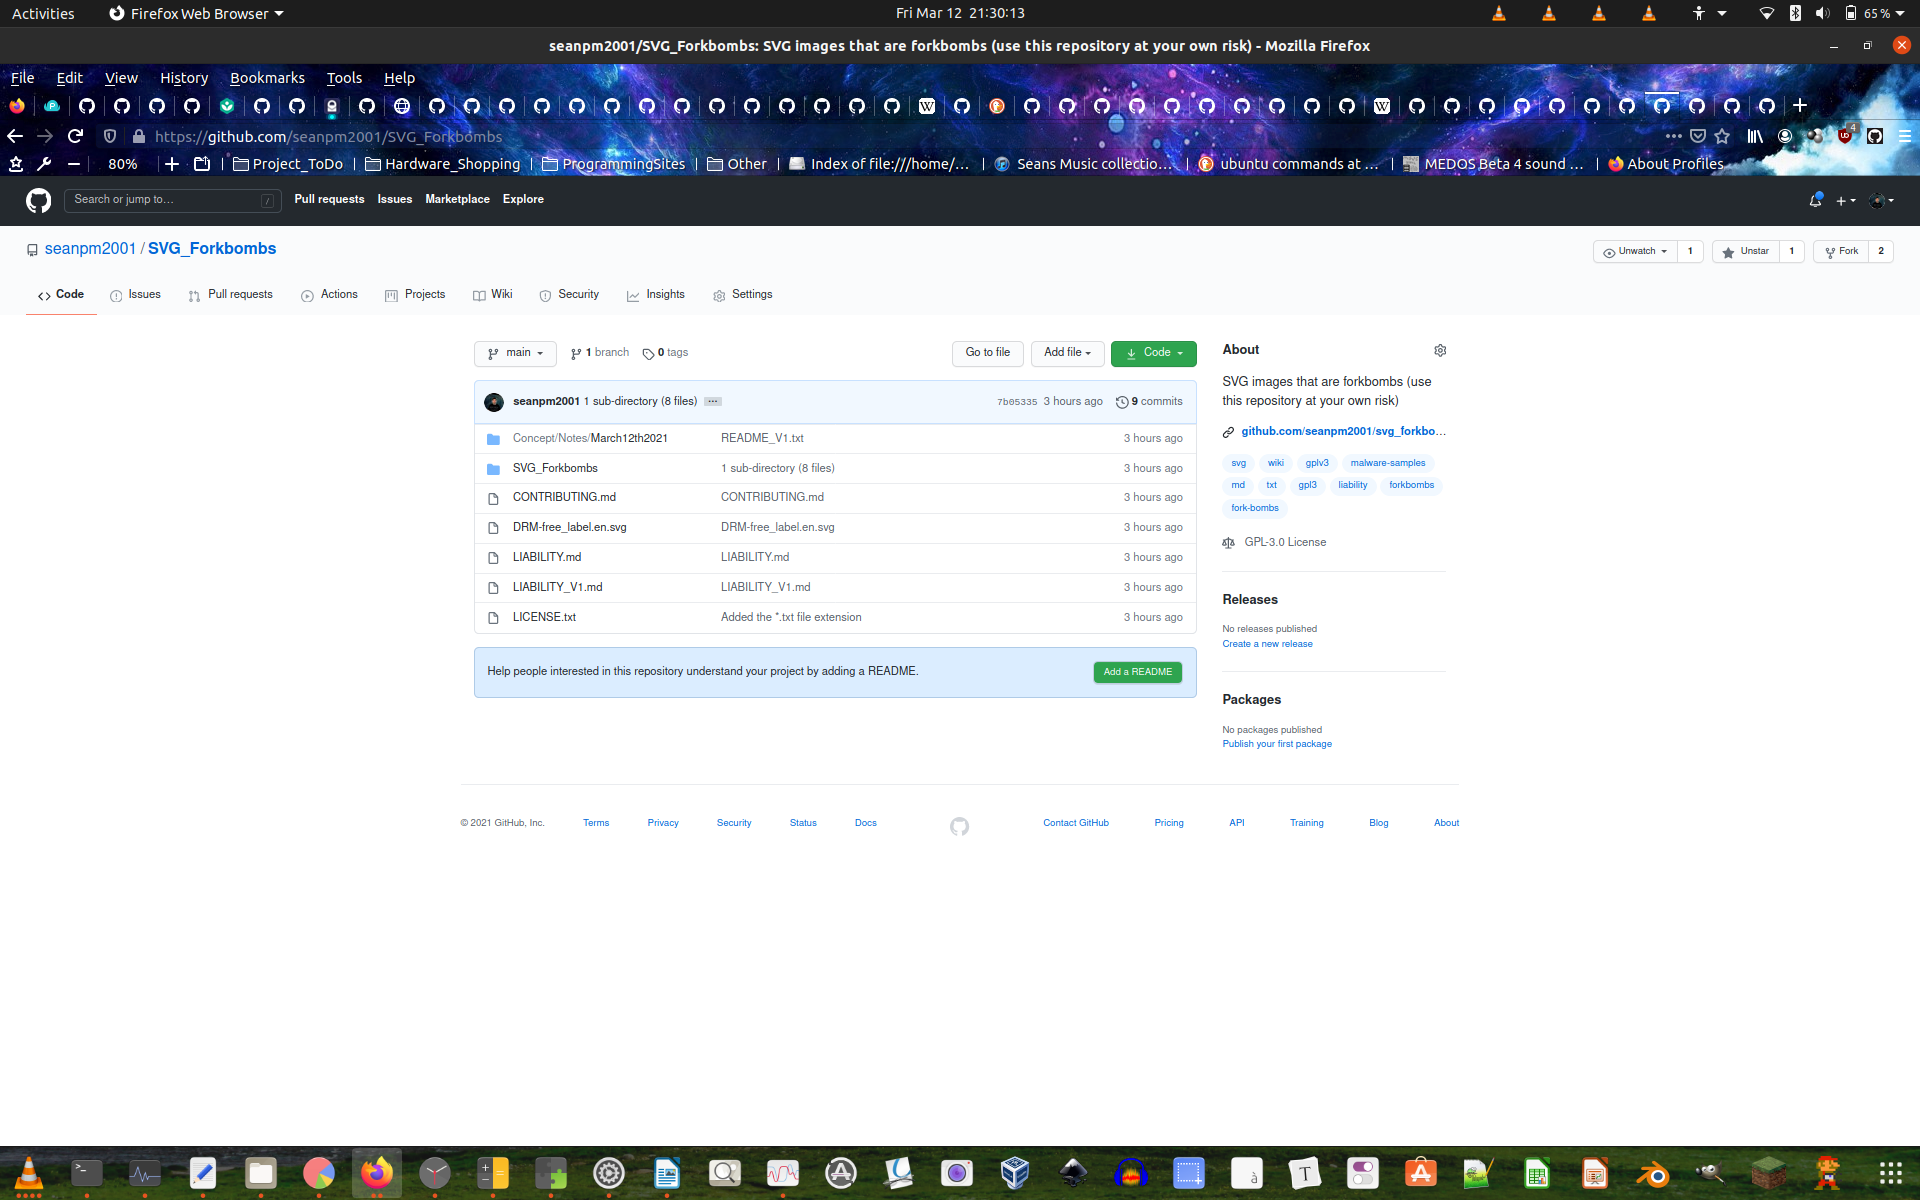 Activities
Firefox Web Browser
Fri Mar 12 21:30:13
65 %
seanpm2001/SVG_Forkbombs: SVG images that are forkbombs (use this repository at your own risk) - Mozilla Firefox
File Edit View History Bookmarks Tools Help
https://github.com/seanpm2001/SVG_Forkbombs
4
80%
Project_ToDo
Hardware_Shopping
ProgrammingSites
Other
Index of file:///home/…
Seans Music collectio…
ubuntu commands at …
MEDOS Beta 4 sound …
About Profiles
Search or jump to…
/
Pull requests Issues Marketplace Explore
seanpm2001 / SVG_Forkbombs
Unwatch 1
Unstar 1
Fork 2
Code
Issues
Pull requests
Actions
Projects
Wiki
Security
Insights
Settings
main
1 branch
0 tags
Go to file
Add file
Code
seanpm2001 1 sub-directory (8 files) ...
7b05335 3 hours ago
9 commits
Concept/Notes/March12th2021 README_V1.txt 3 hours ago
SVG_Forkbombs 1 sub-directory (8 files) 3 hours ago
CONTRIBUTING.md CONTRIBUTING.md 3 hours ago
DRM-free_label.en.svg DRM-free_label.en.svg 3 hours ago
LIABILITY.md LIABILITY.md 3 hours ago
LIABILITY_V1.md LIABILITY_V1.md 3 hours ago
LICENSE.txt Added the *.txt file extension 3 hours ago
Help people interested in this repository understand your project by adding a README.
Add a README
About
SVG images that are forkbombs (use
this repository at your own risk)
github.com/seanpm2001/svg_forkbo…
svg wiki gplv3 malware-samples
md txt gpl3 liability forkbombs
fork-bombs
GPL-3.0 License
Releases
No releases published
Create a new release
Packages
No packages published
Publish your first package
© 2021 GitHub, Inc.
Terms
Privacy
Security
Status
Docs
Contact GitHub
Pricing
API
Training
Blog
About